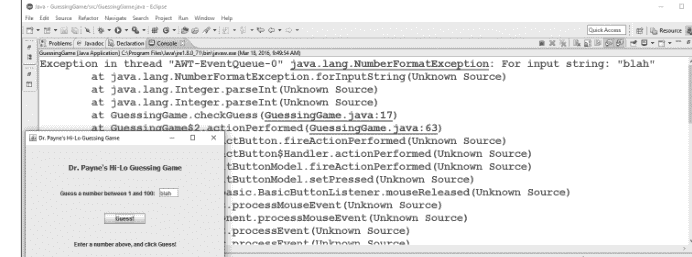 Java - GuessingGame/src/GuessingGame.java - Eclipse
File Edit Source Refactor Navigate Search Project Run Window Help
Quick Access
Resource
Problems @ Javadoc Declaration Console
GuessingGame [Java Application] C:\Program Files\Java\jre1.8.0_71\bin\javaw.exe (Mar 18, 2016, 9:49:54 AM)
Exception in thread "AWT-EventQueue-0" java.lang.NumberFormatException: For input string: "blah"
at java.lang.NumberFormatException.forInputString(Unknown Source)
at java.lang.Integer.parseInt(Unknown Source)
at java.lang.Integer.parseInt(Unknown Source)
at GuessingGame.checkGuess(GuessingGame.java:17)
at GuessingGame$2.actionPerformed(GuessingGame.java:63)
ctButton.fireActionPerformed(Unknown Source)
ctButton$Handler.actionPerformed(Unknown Source)
tButtonModel.fireActionPerformed(Unknown Source)
tButtonModel.setPressed(Unknown Source)
asic.BasicButtonListener.mouseReleased(Unknown Source)
.processMouseEvent(Unknown Source)
nent.processMouseEvent(Unknown Source)
.processEvent(Unknown Source)
.processEvent(Unknown Source)
Dr. Payne's Hi-Lo Guessing Game
Dr. Payne's Hi-Lo Guessing Game
Guess a number between 1 and 100: blah
Guess!
Enter a number above, and click Guess!